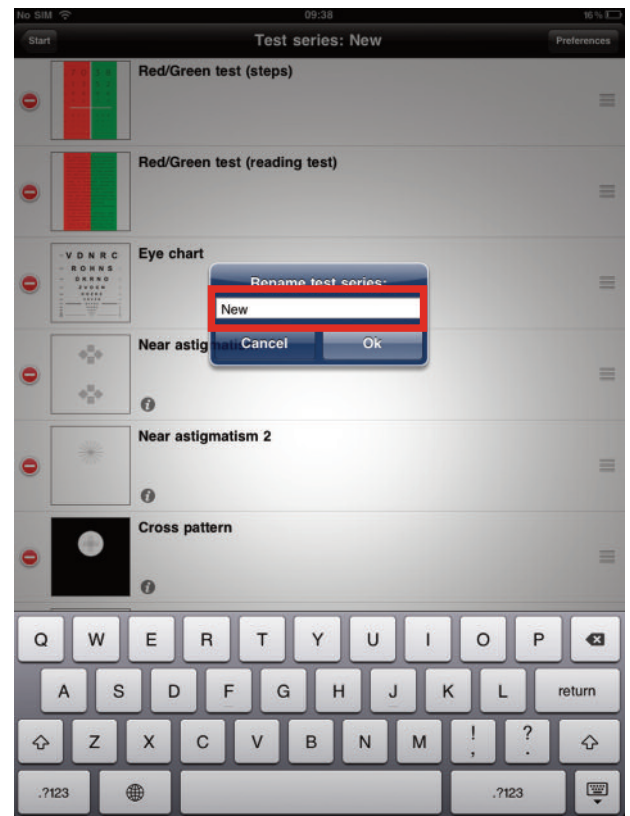 No SIM 09:38 16 %
Start Test series: New Preferences
Red/Green test (steps)
Red/Green test (reading test)
Eye chart
V D N R C
R O H N S
D K R N O
Rename test series:
New
Cancel Ok
Near astig
Near astigmatism 2
Cross pattern
Q W E R T Y U I O P
A S D F G H J K L return
Z X C V B N M ! , ? .
.?123 .?123